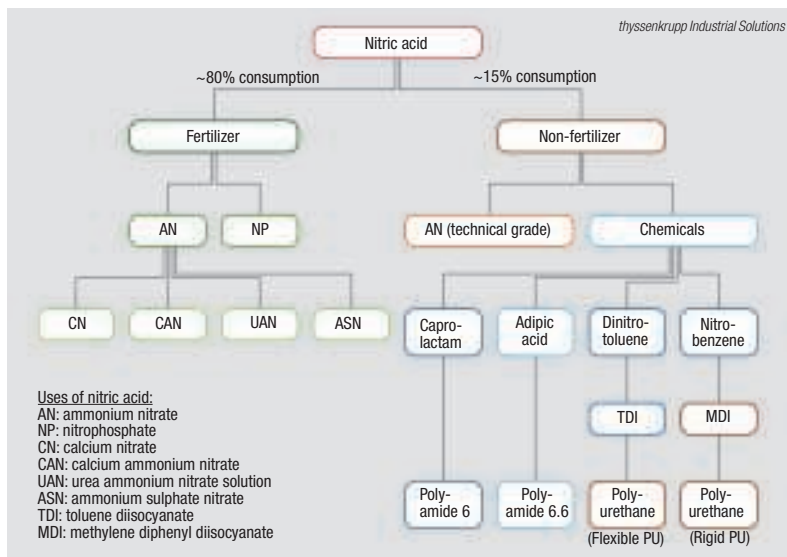 thyssenkrupp Industrial Solutions
Nitric acid
~80% consumption
~15% consumption
Fertilizer
Non-fertilizer
AN
NP
AN (technical grade)
Chemicals
CN
CAN
UAN
ASN
Capro-
lactam
Adipic
acid
Dinitro-
toluene
Nitro-
benzene
TDI
MDI
Poly-
amide 6
Poly-
amide 6.6
Poly-
urethane
(Flexible PU)
Poly-
urethane
(Rigid PU)
Uses of nitric acid:
AN: ammonium nitrate
NP: nitrophosphate
CN: calcium nitrate
CAN: calcium ammonium nitrate
UAN: urea ammonium nitrate solution
ASN: ammonium sulphate nitrate
TDI: toluene diisocyanate
MDI: methylene diphenyl diisocyanate